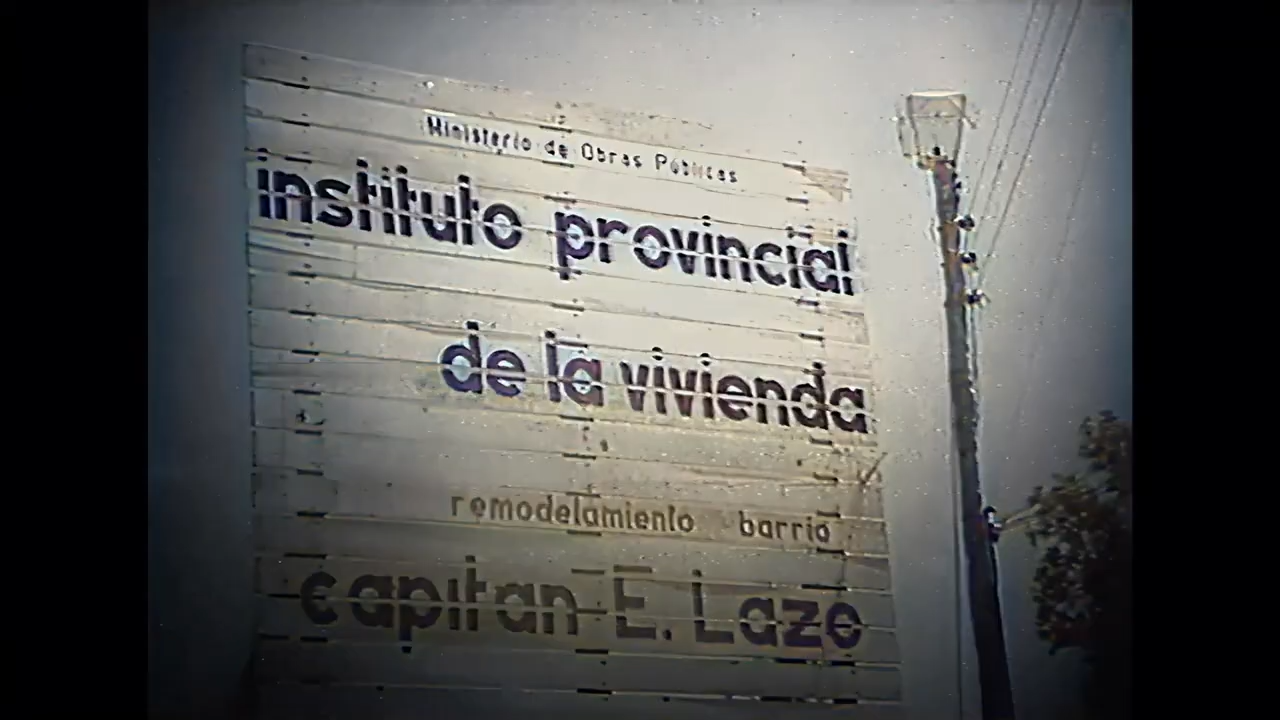 Ministerio de Obras Públicas
instituto provincial
de la vivienda
remodelamiento barrio
capitan E. Lazo